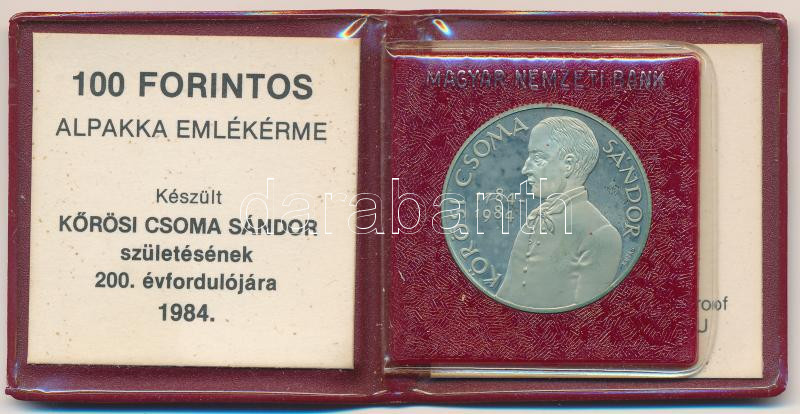 100 FORINTOS
ALPAKKA EMLÉKÉRME
Készült
KŐRÖSI CSOMA SÁNDOR
születésének
200. évfordulójára
1984.
MAGYAR NEMZETI BANK
KŐRÖSI CSOMA SÁNDOR
1984
darabanth